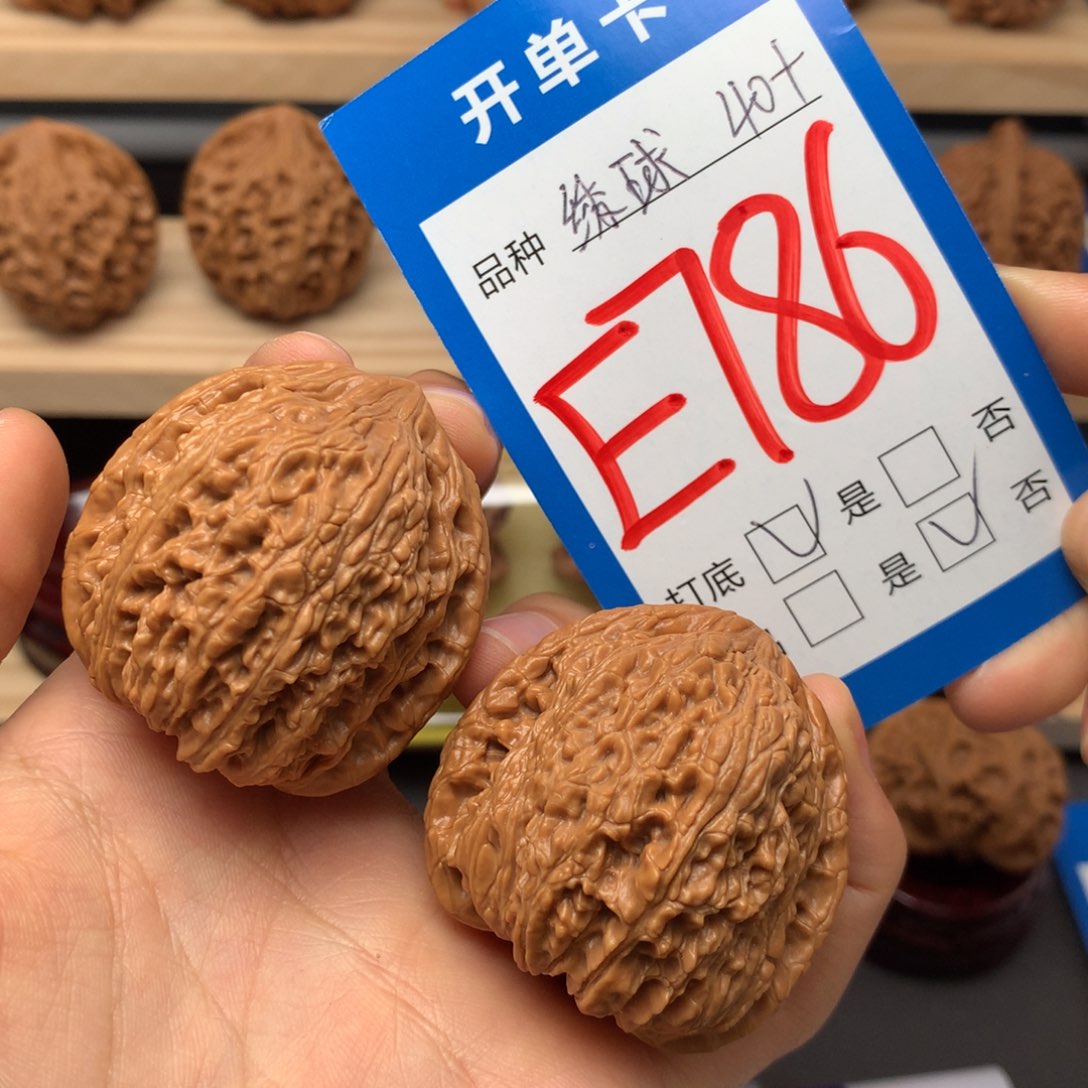 开单卡
品种 绣球 40+
E786
打底 是 否
是 否